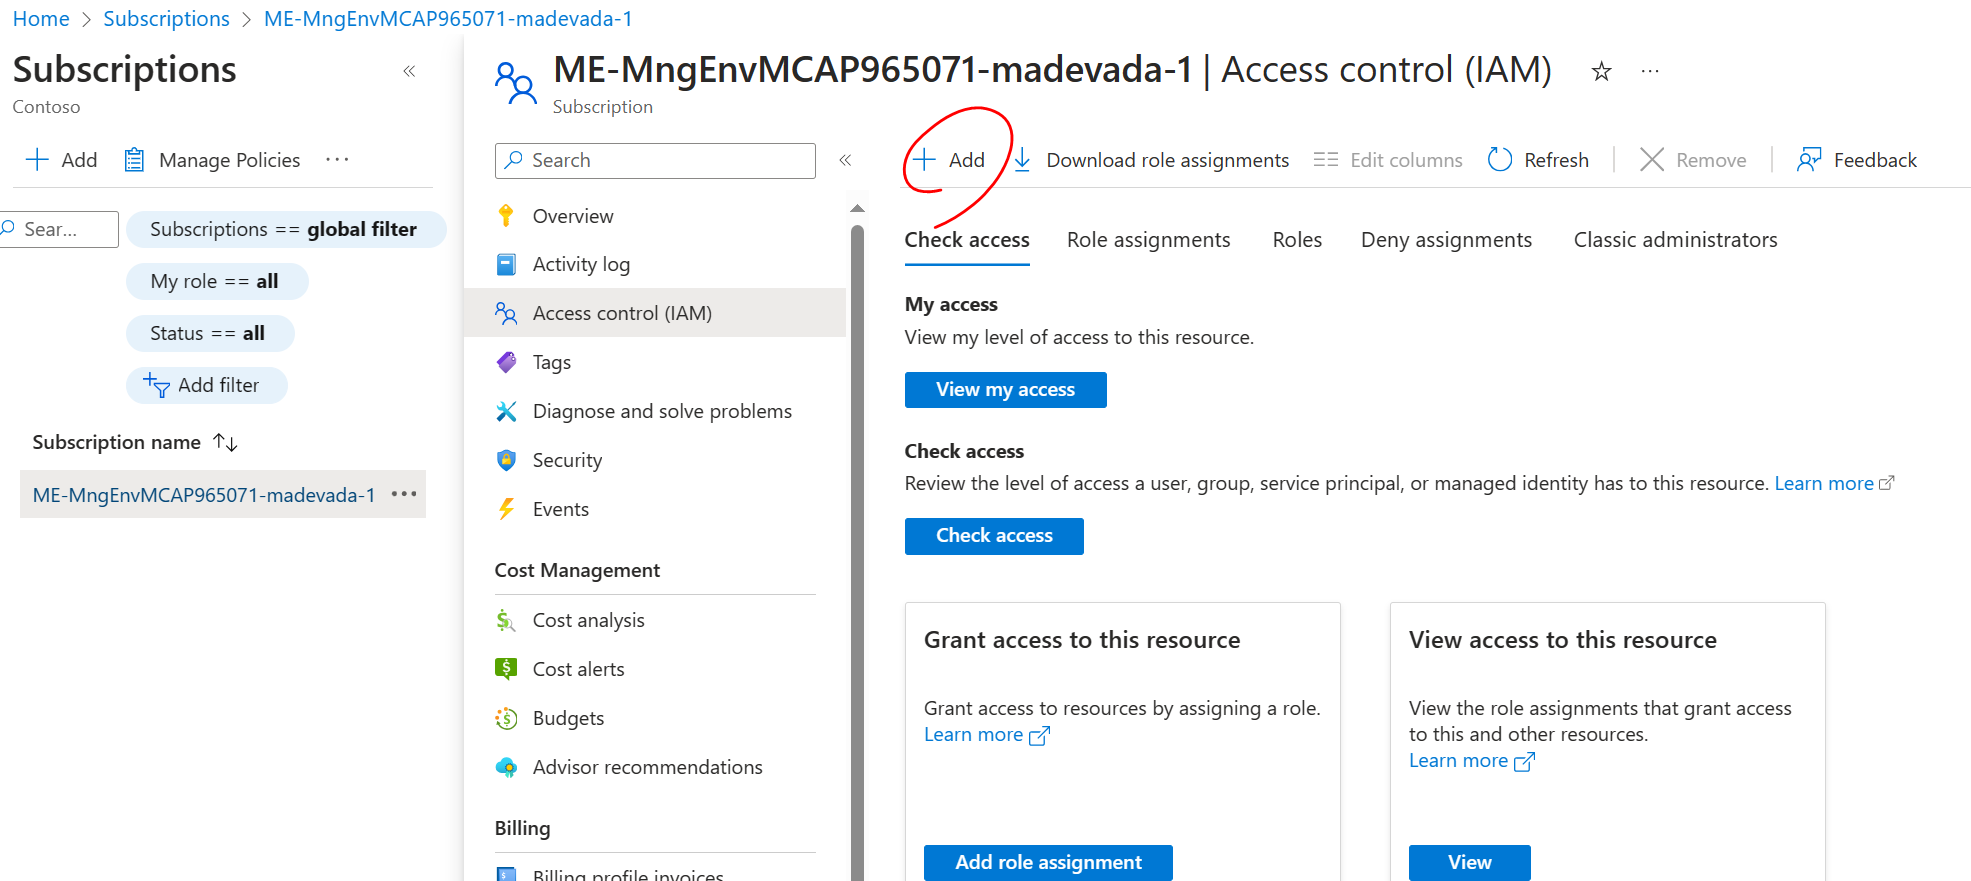 Home > Subscriptions > ME-MngEnvMCAP965071-madevada-1
Subscriptions «
Contoso
+ Add Manage Policies ···
Sear...
Subscriptions == global filter
My role == all
Status == all
Add filter
Subscription name ↑↓
ME-MngEnvMCAP965071-madevada-1 ···
ME-MngEnvMCAP965071-madevada-1 | Access control (IAM) ☆ ···
Subscription
Search «
Overview
Activity log
Access control (IAM)
Tags
Diagnose and solve problems
Security
Events
Cost Management
Cost analysis
Cost alerts
Budgets
Advisor recommendations
Billing
Billing profile invoices
+ Add Download role assignments Edit columns Refresh | Remove | Feedback
Check access Role assignments Roles Deny assignments Classic administrators
My access
View my level of access to this resource.
View my access
Check access
Review the level of access a user, group, service principal, or managed identity has to this resource. Learn more
Check access
Grant access to this resource
Grant access to resources by assigning a role.
Learn more
Add role assignment
View access to this resource
View the role assignments that grant access
to this and other resources.
Learn more
View